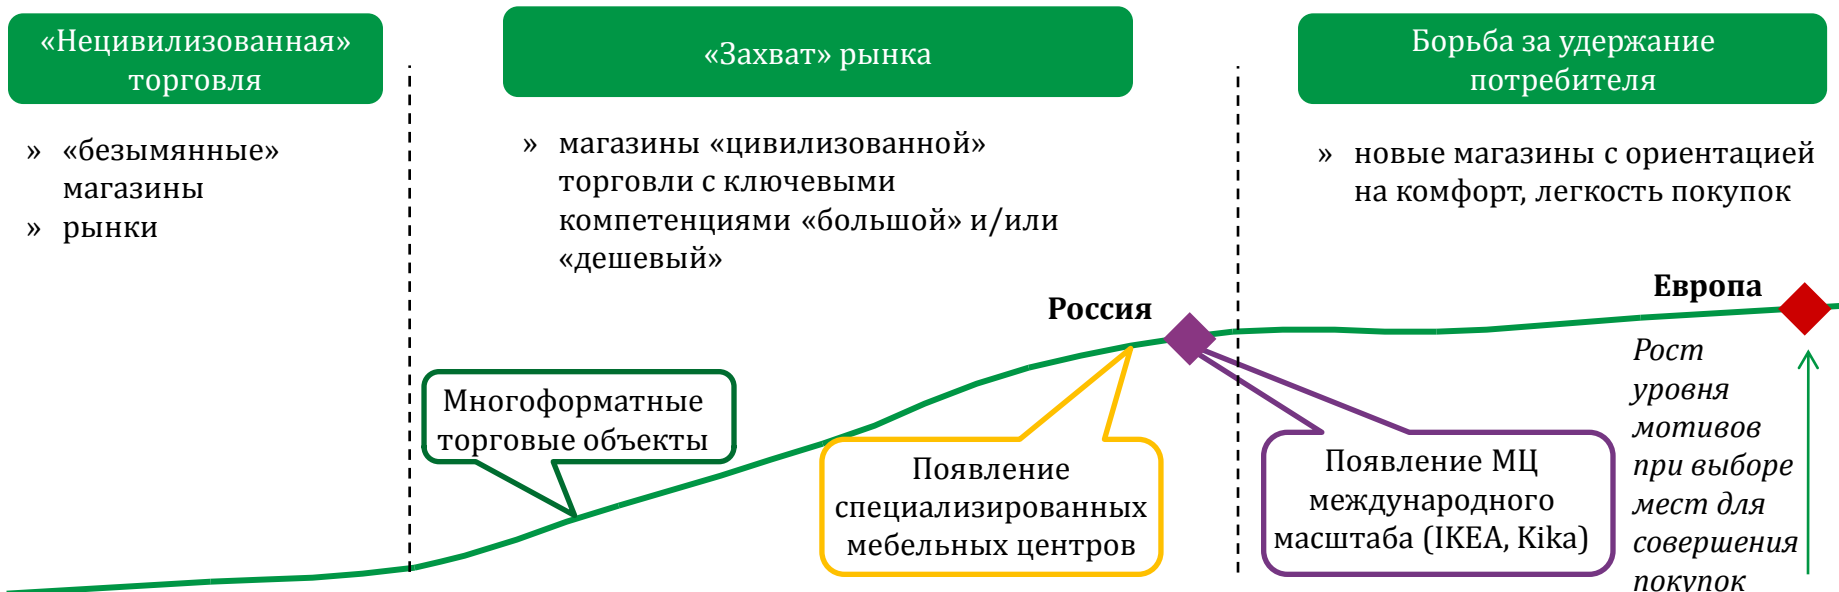 «Нецивилизованная»
торговля
«Захват» рынка
Борьба за удержание
потребителя
» «безымянные»
магазины
» рынки
» магазины «цивилизованной»
торговли с ключевыми
компетенциями «большой» и/или
«дешевый»
» новые магазины с ориентацией
на комфорт, легкость покупок
Россия
Европа
Многоформатные
торговые объекты
Появление
специализированных
мебельных центров
Появление МЦ
международного
масштаба (IKEA, Kika)
Рост
уровня
мотивов
при выборе
мест для
совершения
покупок